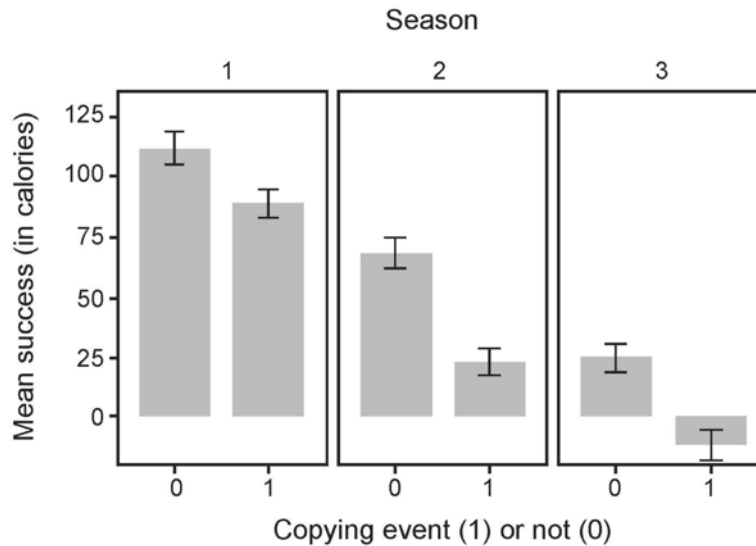 Season
1 2 3
Mean success (in calories)
125
100
75
50
25
0
0 1 0 1 0 1
Copying event (1) or not (0)